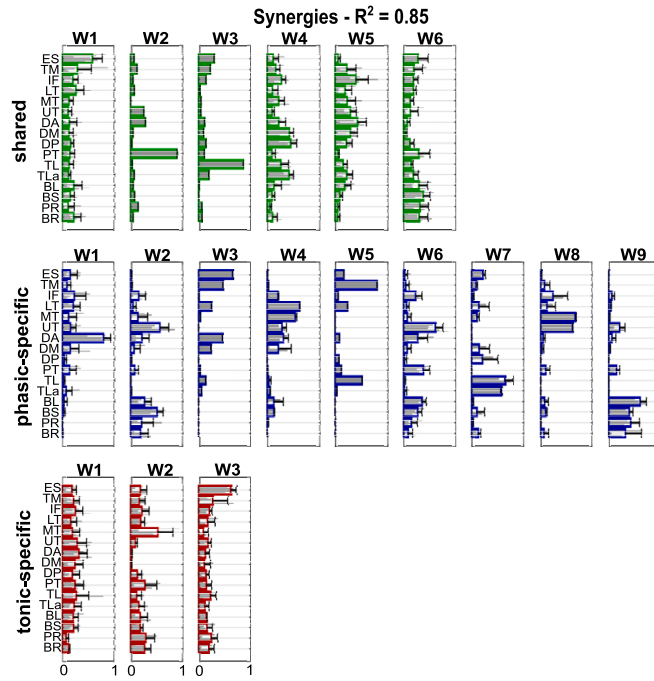 Synergies - R² = 0.85
W1 W2 W3 W4 W5 W6
shared
ES
TM
IF
LT
MT
UT
DA
DM
DP
PT
TL
TLa
BL
BS
PR
BR
W1 W2 W3 W4 W5 W6 W7 W8 W9
phasic-specific
ES
TM
IF
LT
MT
UT
DA
DM
DP
PT
TL
TLa
BL
BS
PR
BR
W1 W2 W3
tonic-specific
ES
TM
IF
LT
MT
UT
DA
DM
DP
PT
TL
TLa
BL
BS
PR
BR
0 1 0 1 0 1